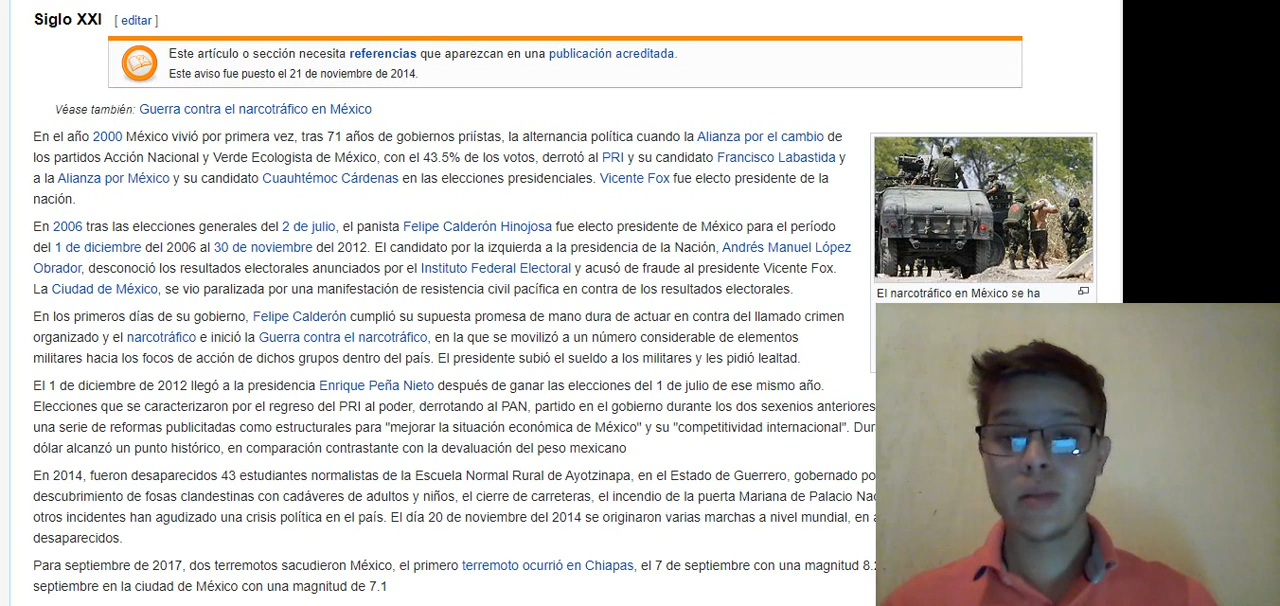 Siglo XXI [ editar ]
Este artículo o sección necesita referencias que aparezcan en una publicación acreditada.
Este aviso fue puesto el 21 de noviembre de 2014.
Véase también: Guerra contra el narcotráfico en México
En el año 2000 México vivió por primera vez, tras 71 años de gobiernos priístas, la alternancia política cuando la Alianza por el cambio de
los partidos Acción Nacional y Verde Ecologista de México, con el 43.5% de los votos, derrotó al PRI y su candidato Francisco Labastida y
a la Alianza por México y su candidato Cuauhtémoc Cárdenas en las elecciones presidenciales. Vicente Fox fue electo presidente de la
nación.
En 2006 tras las elecciones generales del 2 de julio, el panista Felipe Calderón Hinojosa fue electo presidente de México para el período
del 1 de diciembre del 2006 al 30 de noviembre del 2012. El candidato por la izquierda a la presidencia de la Nación, Andrés Manuel López
Obrador, desconoció los resultados electorales anunciados por el Instituto Federal Electoral y acusó de fraude al presidente Vicente Fox.
La Ciudad de México, se vio paralizada por una manifestación de resistencia civil pacífica en contra de los resultados electorales.
En los primeros días de su gobierno, Felipe Calderón cumplió su supuesta promesa de mano dura de actuar en contra del llamado crimen
organizado y el narcotráfico e inició la Guerra contra el narcotráfico, en la que se movilizó a un número considerable de elementos
militares hacia los focos de acción de dichos grupos dentro del país. El presidente subió el sueldo a los militares y les pidió lealtad.
El 1 de diciembre de 2012 llegó a la presidencia Enrique Peña Nieto después de ganar las elecciones del 1 de julio de ese mismo año.
Elecciones que se caracterizaron por el regreso del PRI al poder, derrotando al PAN, partido en el gobierno durante los dos sexenios anteriores
una serie de reformas publicitadas como estructurales para "mejorar la situación económica de México" y su "competitividad internacional". Dur
dólar alcanzó un punto histórico, en comparación contrastante con la devaluación del peso mexicano
En 2014, fueron desaparecidos 43 estudiantes normalistas de la Escuela Normal Rural de Ayotzinapa, en el Estado de Guerrero, gobernado po
descubrimiento de fosas clandestinas con cadáveres de adultos y niños, el cierre de carreteras, el incendio de la puerta Mariana de Palacio Nac
otros incidentes han agudizado una crisis política en el país. El día 20 de noviembre del 2014 se originaron varias marchas a nivel mundial, en
desaparecidos.
Para septiembre de 2017, dos terremotos sacudieron México, el primero terremoto ocurrió en Chiapas, el 7 de septiembre con una magnitud 8.2
septiembre en la ciudad de México con una magnitud de 7.1
El narcotráfico en México se ha